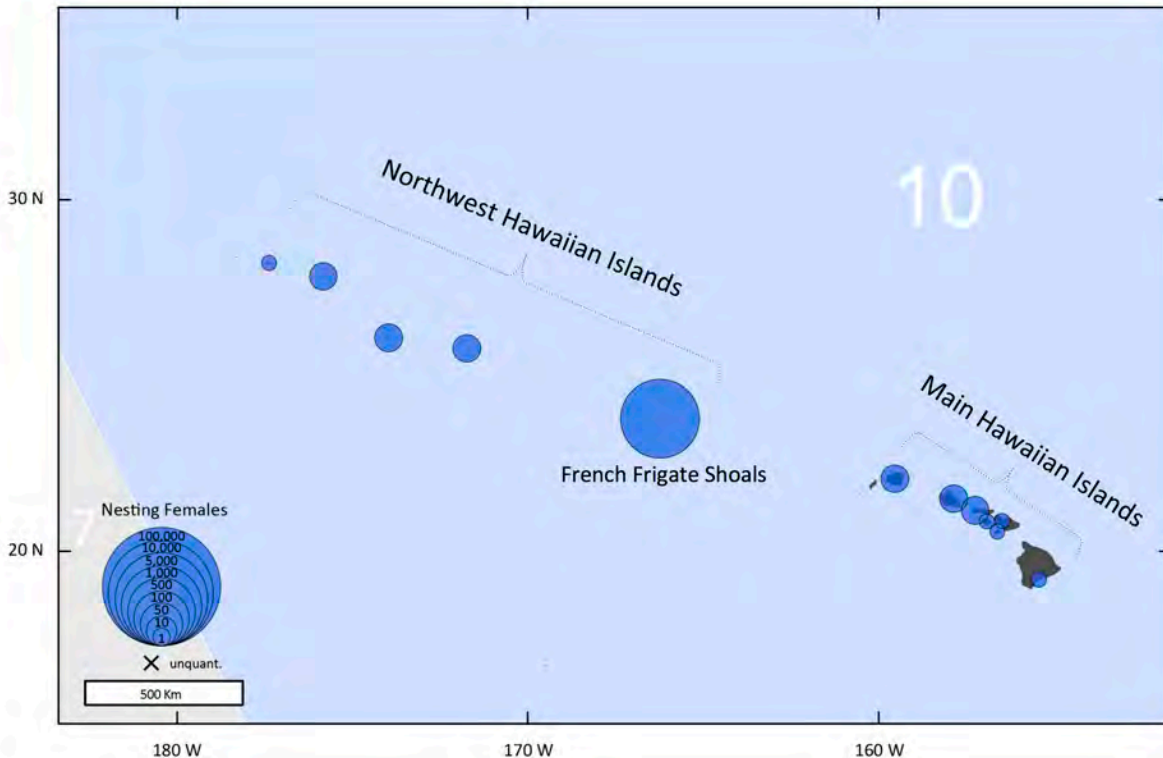 10
30 N
Northwest Hawaiian Islands
Main Hawaiian Islands
French Frigate Shoals
20 N
7
Nesting Females
100,000
10,000
5,000
1,000
500
100
50
10
1
unquant.
500 Km
180 W
170 W
160 W